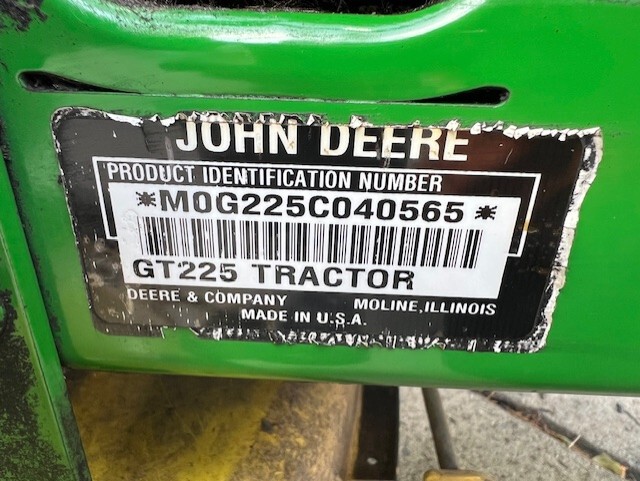 JOHN DEERE
PRODUCT IDENTIFICATION NUMBER
*M0G225C040565*
GT225 TRACTOR
DEERE & COMPANY MOLINE, ILLINOIS
MADE IN U.S.A.